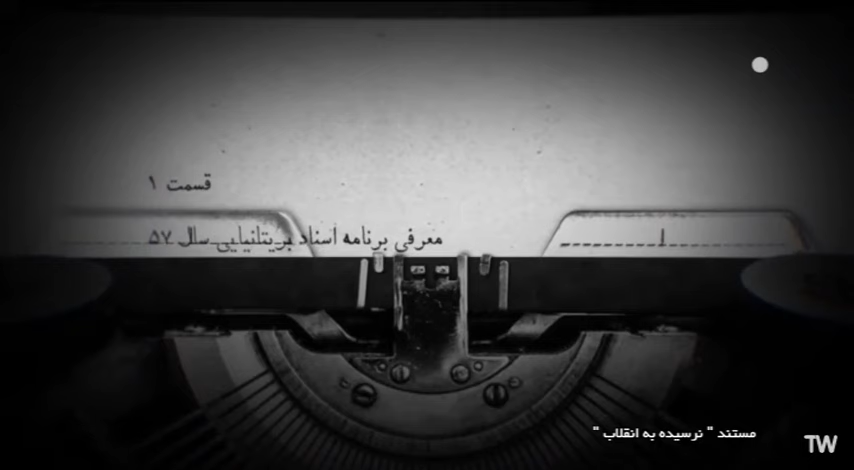 قسمت ۱
معرفی برنامه اسناد بریتانیایی سال ۵۷
مستند " نرسیده به انقلاب "
TW